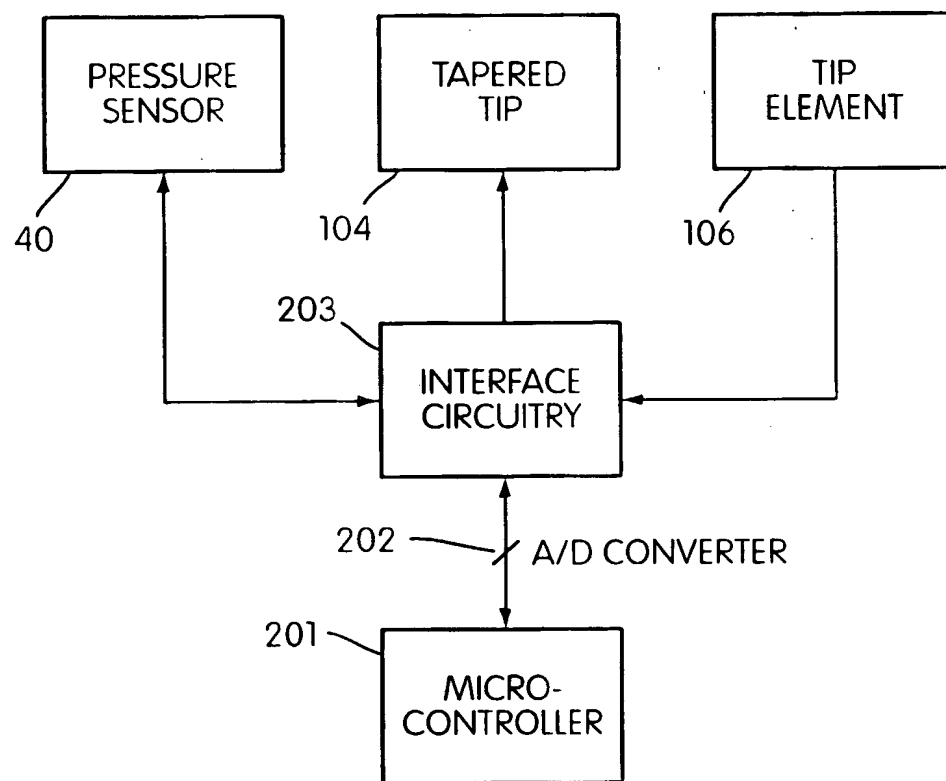 PRESSURE
SENSOR
TAPERED
TIP
TIP
ELEMENT
40
104
106
203
INTERFACE
CIRCUITRY
202
A/D CONVERTER
201
MICRO-
CONTROLLER